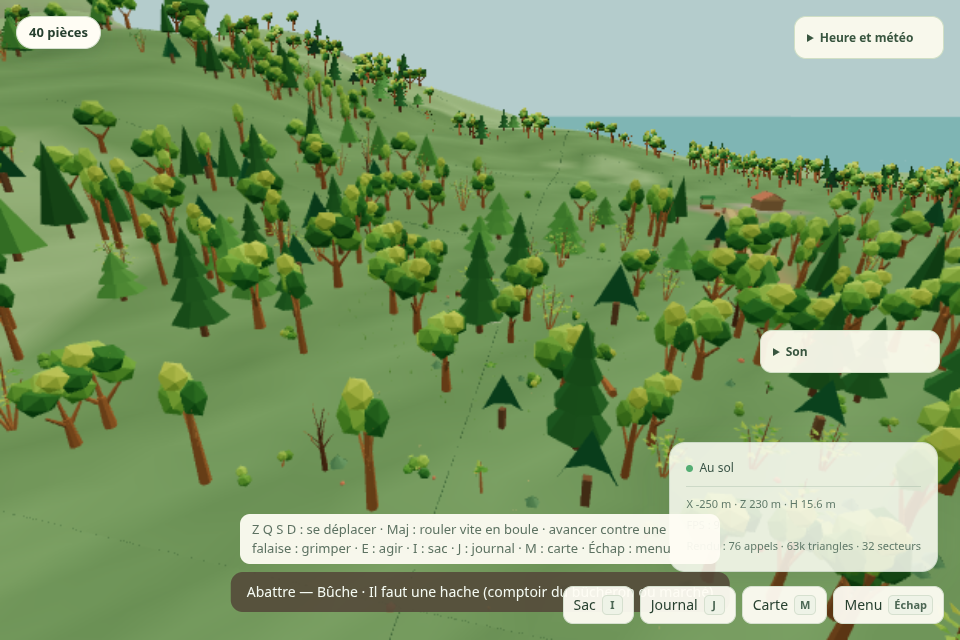 40 pièces
▶ Heure et météo
▶ Son
Au sol
X -250 m · Z 230 m · H 15.6 m
FPS
: 76 appels · 63k triangles · 32 secteurs
Z Q S D : se déplacer · Maj : rouler vite en boule · avancer contre une
falaise : grimper · E : agir · I : sac · J : journal · M : carte · Échap : menu
Abattre — Bûche · Il faut une hache (comptoir du
Sac I
Journal J
Carte M
Menu Échap